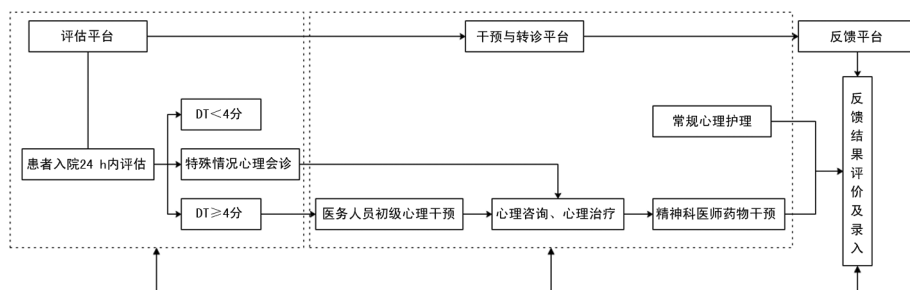 评估平台
干预与转诊平台
反馈平台
DT＜4分
常规心理护理
患者入院24 h内评估
特殊情况心理会诊
反馈结果评价及录入
DT≥4分
医务人员初级心理干预
心理咨询、心理治疗
精神科医师药物干预